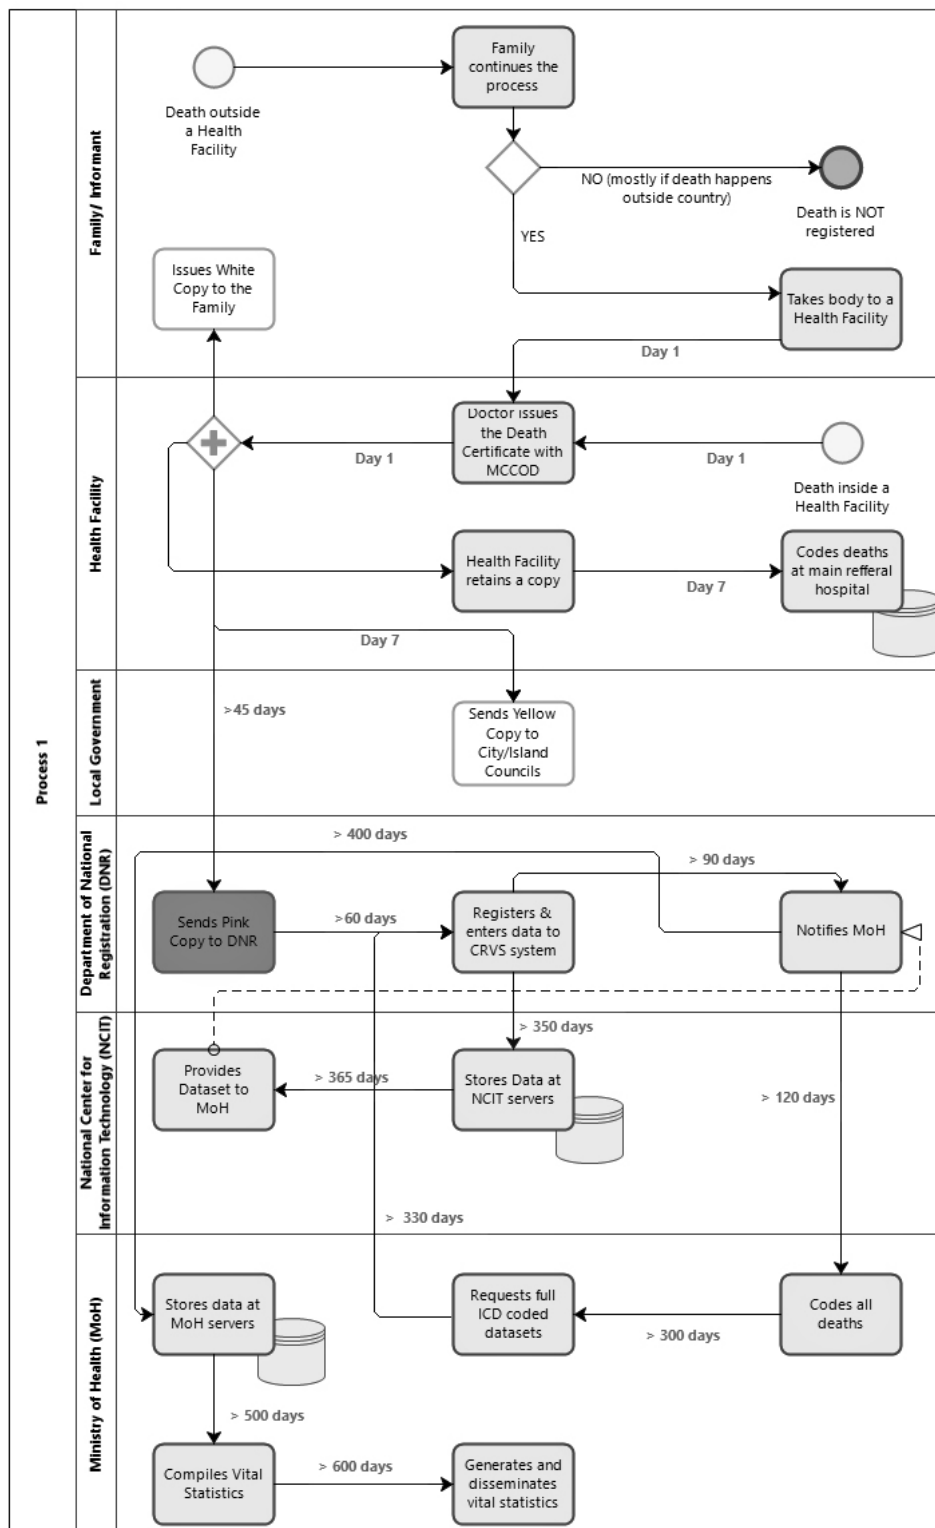 Process 1
Family/ Informant
Death outside
a Health
Facility
Family
continues the
process
NO (mostly if death happens
outside country)
Death is NOT
registered
YES
Issues White
Copy to the
Family
Takes body to a
Health Facility
Day 1
Health Facility
Doctor issues
the Death
Certificate with
MCCOD
Day 1
Day 1
Death inside a
Health Facility
Health Facility
retains a copy
Day 7
Codes deaths
at main refferal
hospital
Day 7
Local Government
>45 days
Sends Yellow
Copy to
City/Island
Councils
Department of National
Registration (DNR)
> 400 days
> 90 days
Sends Pink
Copy to DNR
>60 days
Registers &
enters data to
CRVS system
Notifies MoH
National Center for
Information Technology (NCIT)
> 350 days
Provides
Dataset to
MoH
> 365 days
Stores Data at
NCIT servers
> 120 days
> 330 days
Ministry of Health (MoH)
Stores data at
MoH servers
Requests full
ICD coded
datasets
> 300 days
Codes all
deaths
> 500 days
Compiles Vital
Statistics
> 600 days
Generates and
disseminates
vital statistics